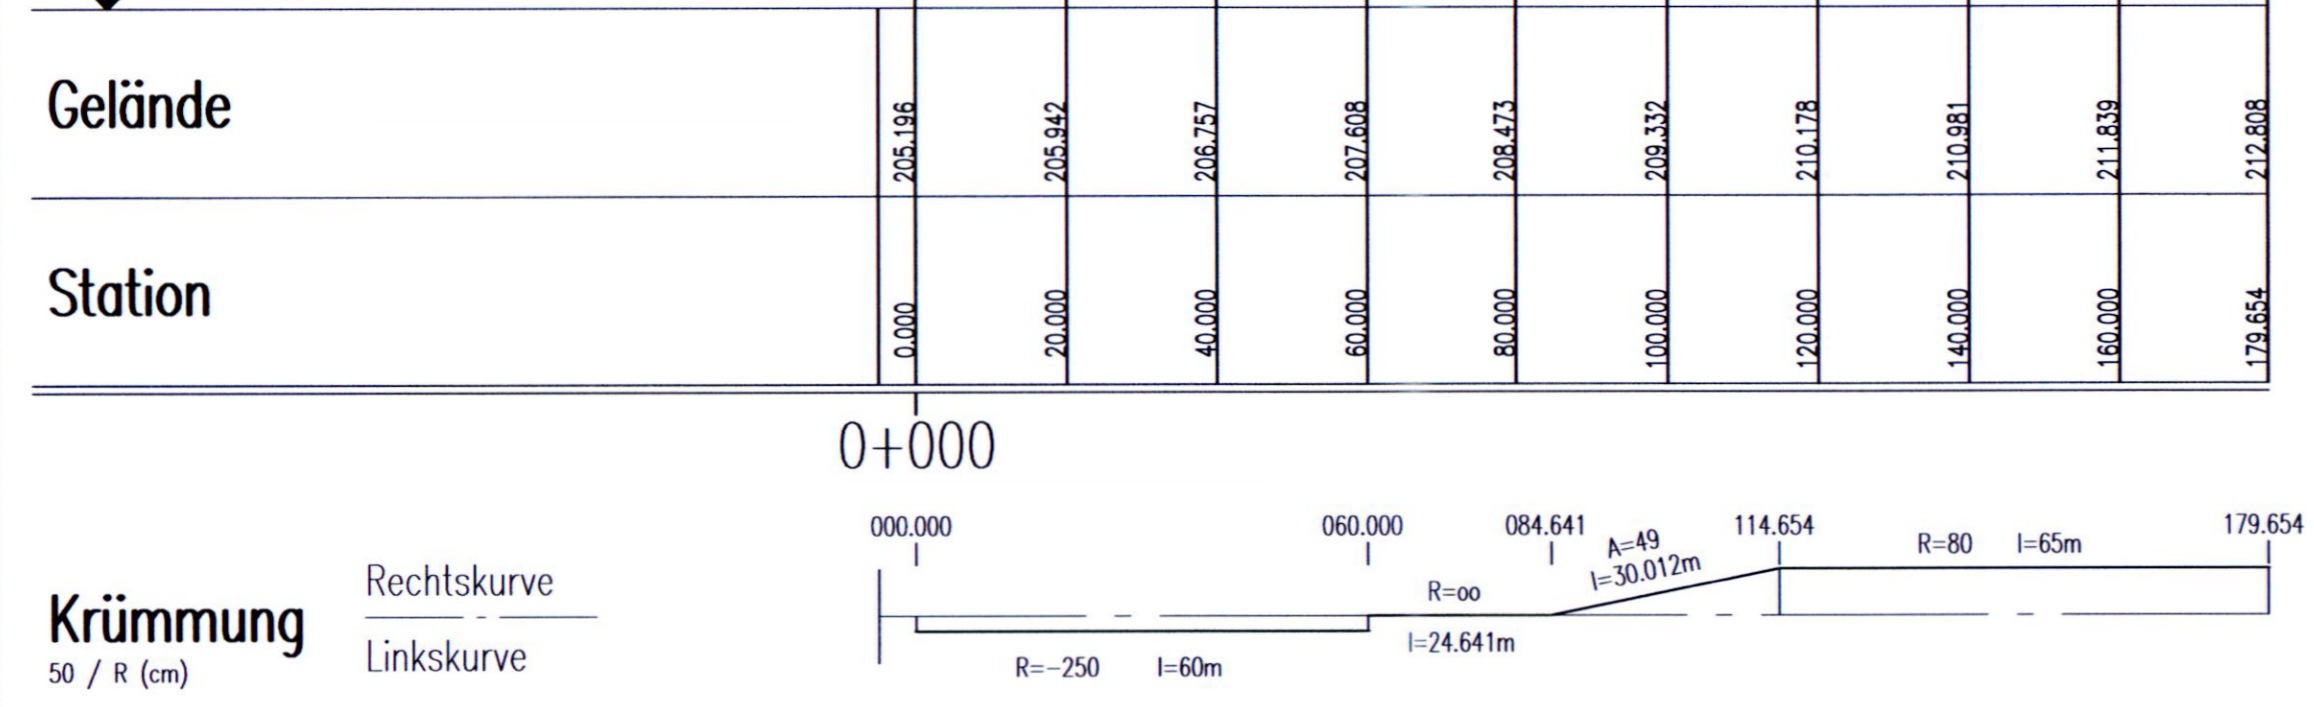 Gelände 205.196 205.942 206.757 207.608 208.473 209.332 210.178 210.981 211.839 212.808
Station 0.000 20.000 40.000 60.000 80.000 100.000 120.000 140.000 160.000 179.654
0+000
000.000 060.000 084.641 114.654 179.654
A=49 R=80 l=65m
l=30.012m
Rechtskurve R=oo
Krümmung
Linkskurve l=24.641m
50 / R (cm) R=-250 l=60m